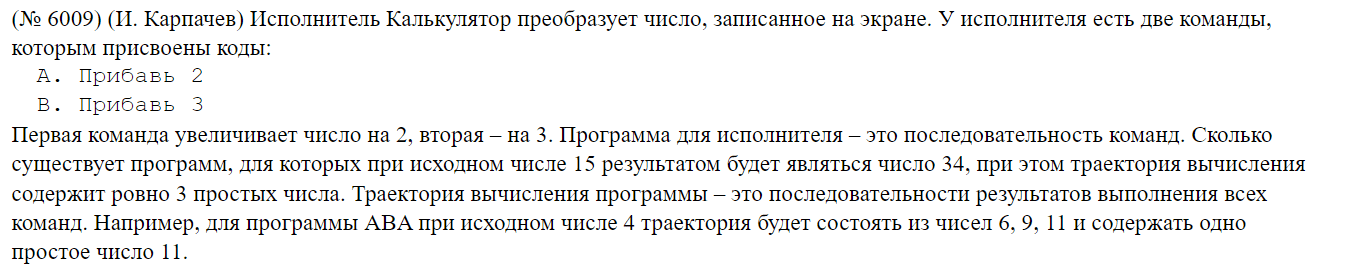 (№ 6009) (И. Карпачев) Исполнитель Калькулятор преобразует число, записанное на экране. У исполнителя есть две команды,
которым присвоены коды:
A. Прибавь 2
B. Прибавь 3
Первая команда увеличивает число на 2, вторая – на 3. Программа для исполнителя – это последовательность команд. Сколько
существует программ, для которых при исходном числе 15 результатом будет являться число 34, при этом траектория вычисления
содержит ровно 3 простых числа. Траектория вычисления программы – это последовательности результатов выполнения всех
команд. Например, для программы ABA при исходном числе 4 траектория будет состоять из чисел 6, 9, 11 и содержать одно
простое число 11.